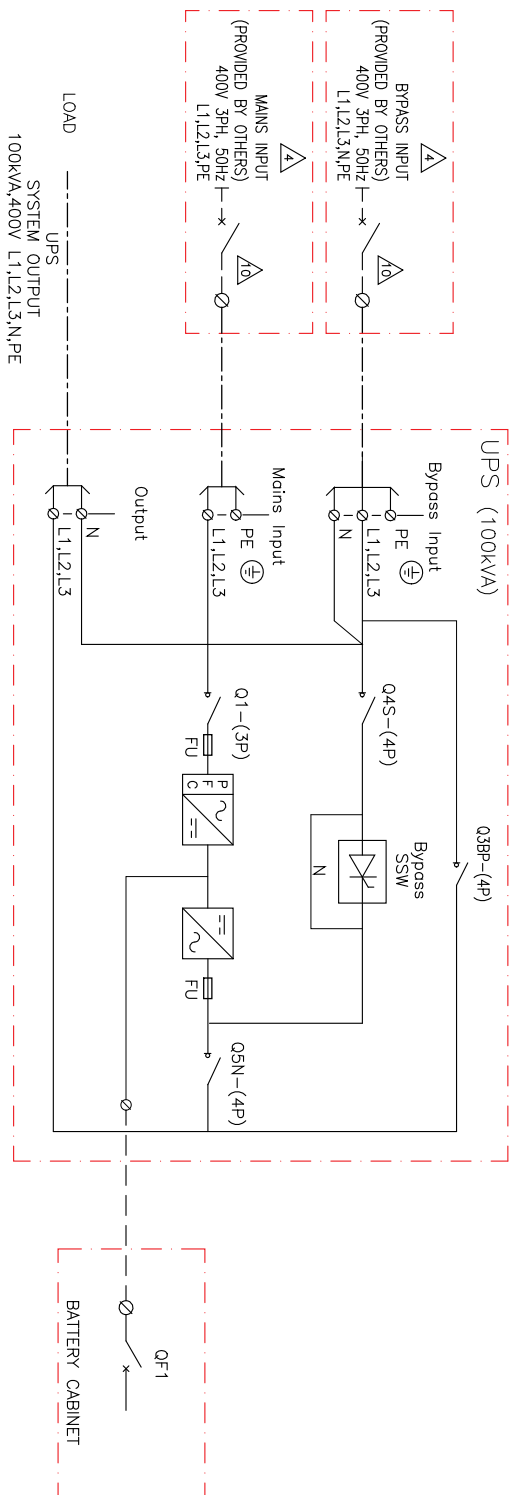 BYPASS INPUT
(PROVIDED BY OTHERS)
400V 3PH, 50Hz
L1,L2,L3,N,PE
4
10
MAINS INPUT
(PROVIDED BY OTHERS)
400V 3PH, 50Hz
L1,L2,L3,PE
4
10
LOAD
UPS
SYSTEM OUTPUT
100kVA,400V L1,L2,L3,N,PE
UPS (100kVA)
Bypass Input
PE
L1,L2,L3
N
Mains Input
PE
L1,L2,L3
Output
N
L1,L2,L3
Q3BP-(4P)
Q4S-(4P)
Bypass
SSW
N
Q1-(3P)
FU
P
F
C
FU
Q5N-(4P)
QF1
BATTERY CABINET